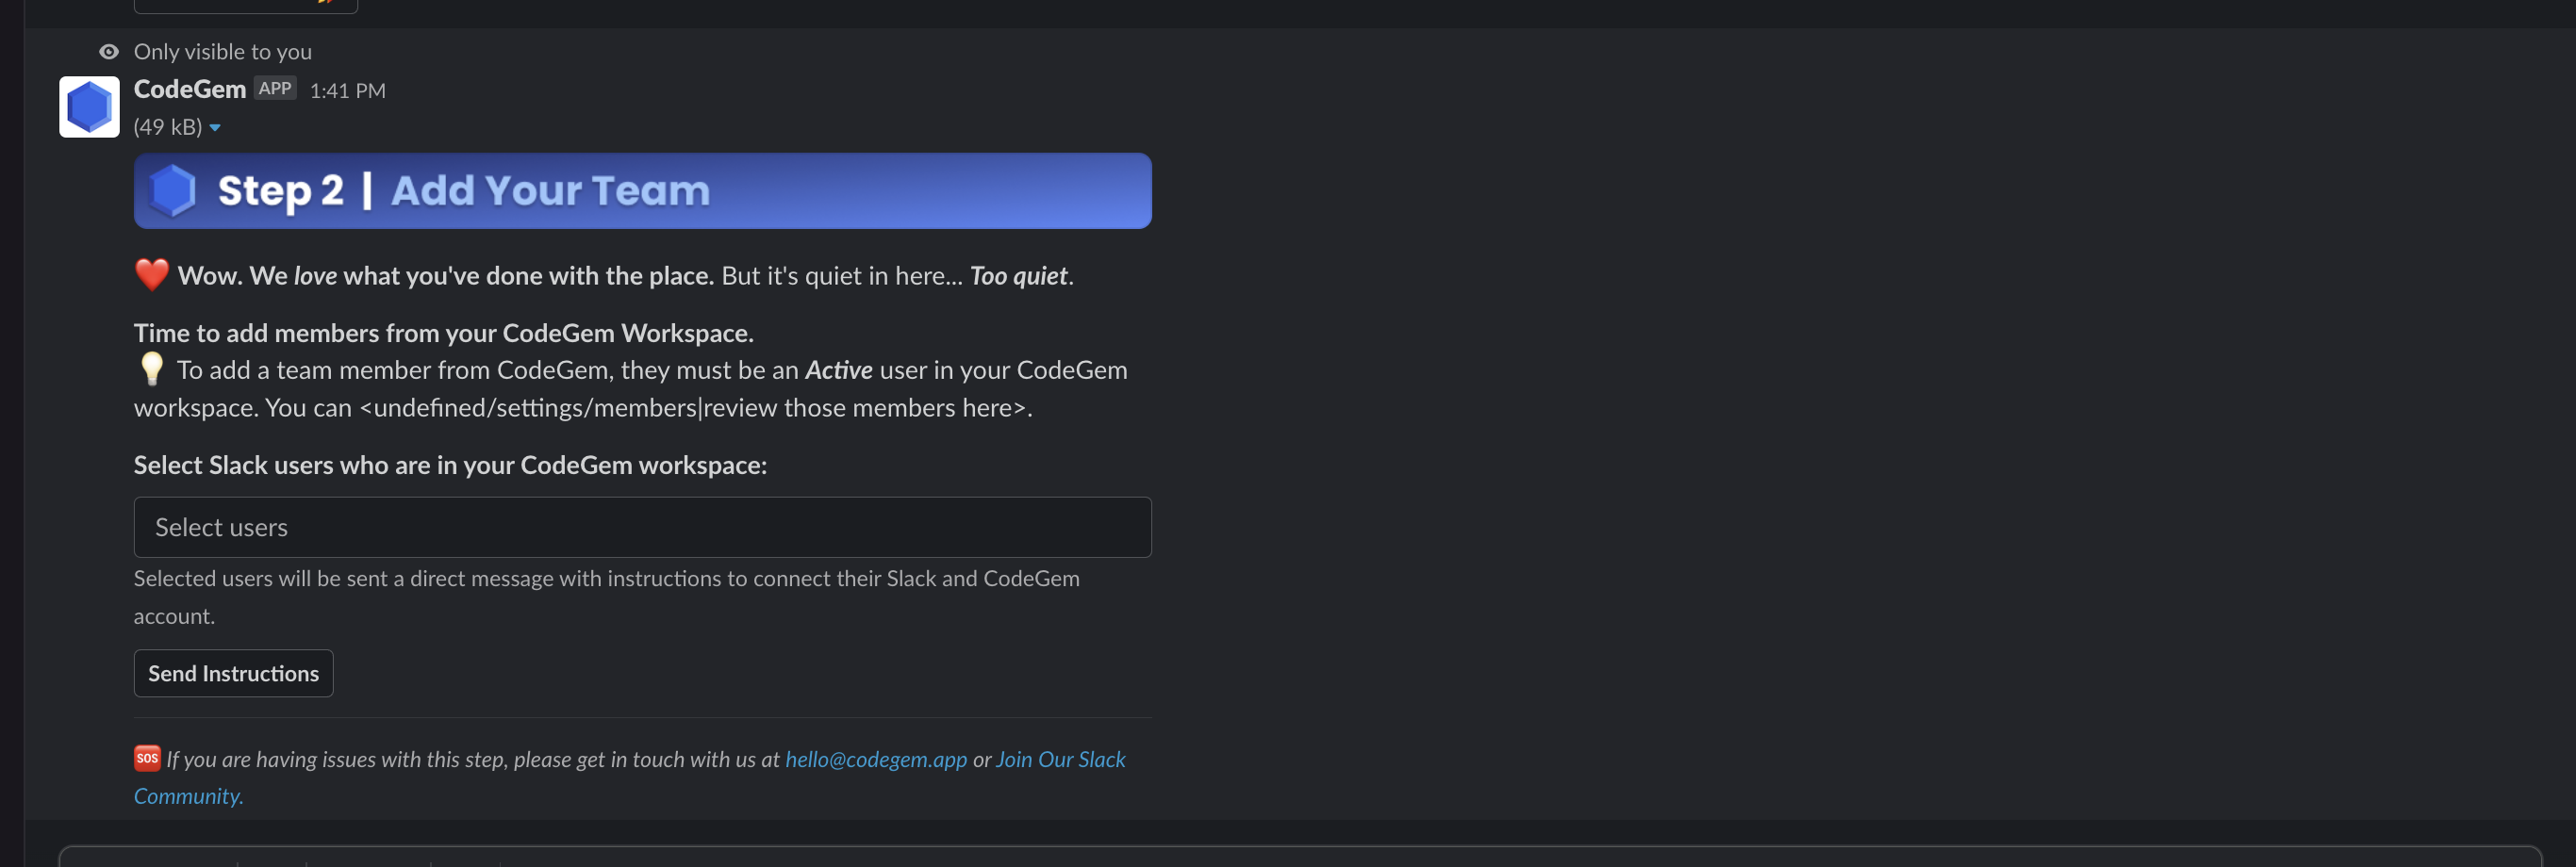 Only visible to you
CodeGem APP 1:41 PM
(49 kB)
Step 2 | Add Your Team
Wow. We love what you've done with the place. But it's quiet in here... Too quiet.
Time to add members from your CodeGem Workspace.
To add a team member from CodeGem, they must be an Active user in your CodeGem
workspace. You can <undefined/settings/members|review those members here>.
Select Slack users who are in your CodeGem workspace:
Select users
Selected users will be sent a direct message with instructions to connect their Slack and CodeGem
account.
Send Instructions
SOS If you are having issues with this step, please get in touch with us at hello@codegem.app or Join Our Slack
Community.